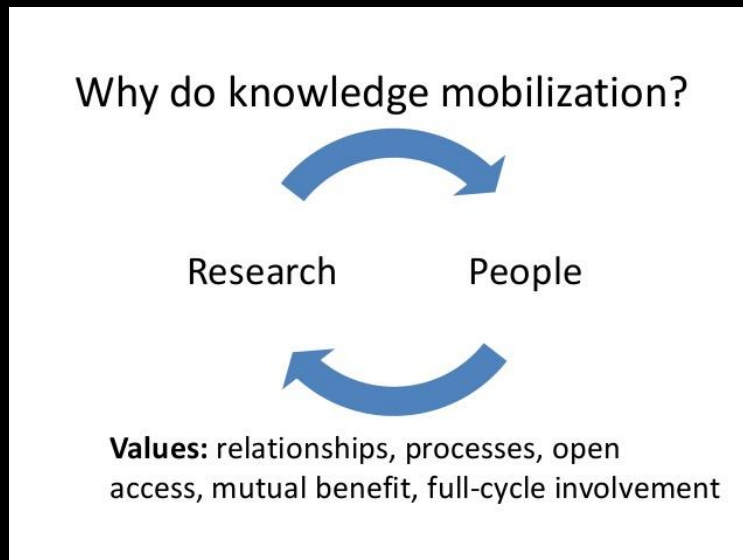 Why do knowledge mobilization?
Research People
Values: relationships, processes, open
access, mutual benefit, full-cycle involvement